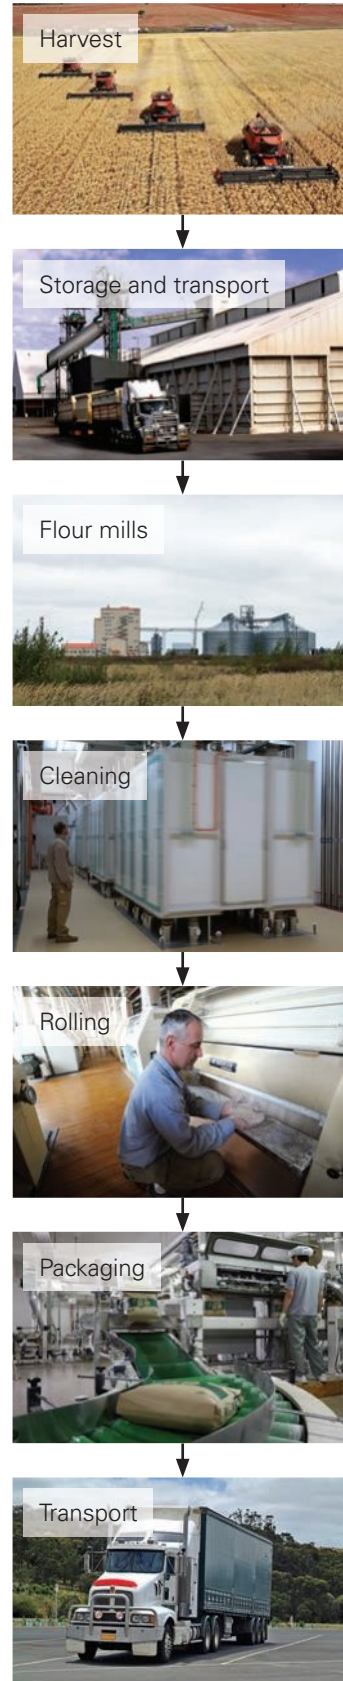 Harvest
Storage and transport
Flour mills
Cleaning
Rolling
Packaging
Transport